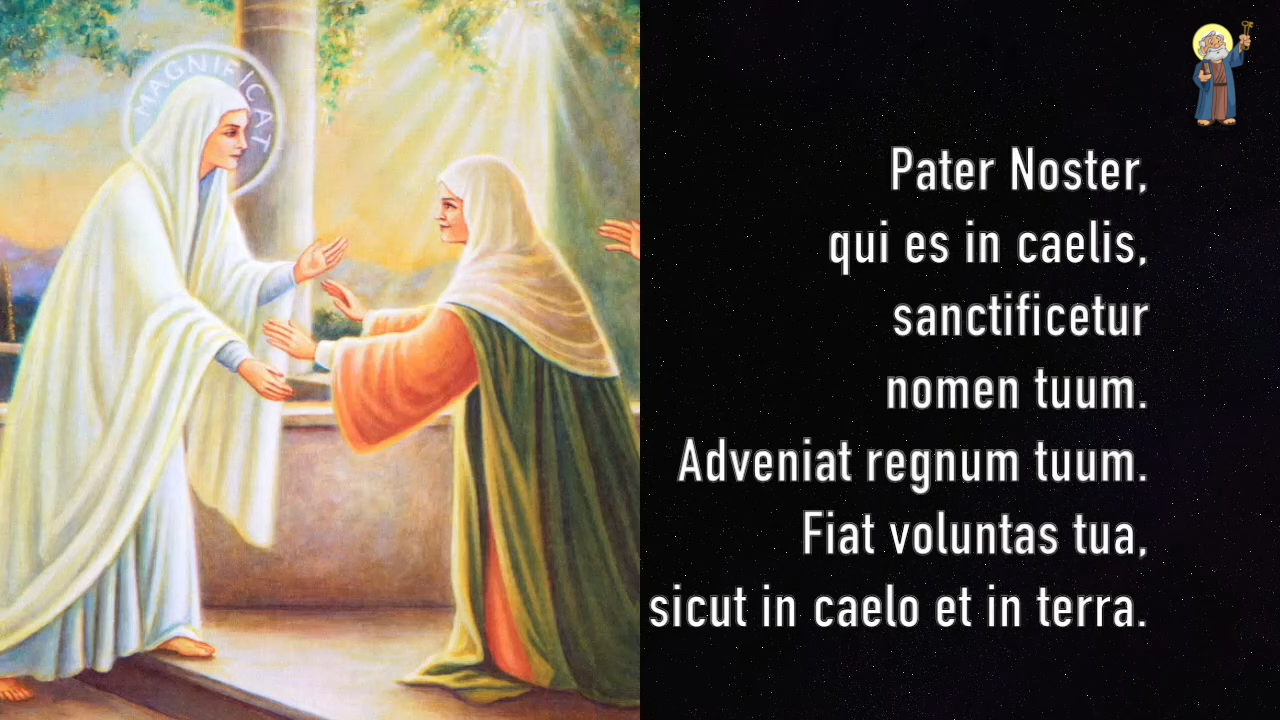 MAGNIFICAT
Pater Noster,
qui es in caelis,
sanctificetur
nomen tuum.
Adveniat regnum tuum.
Fiat voluntas tua,
sicut in caelo et in terra.